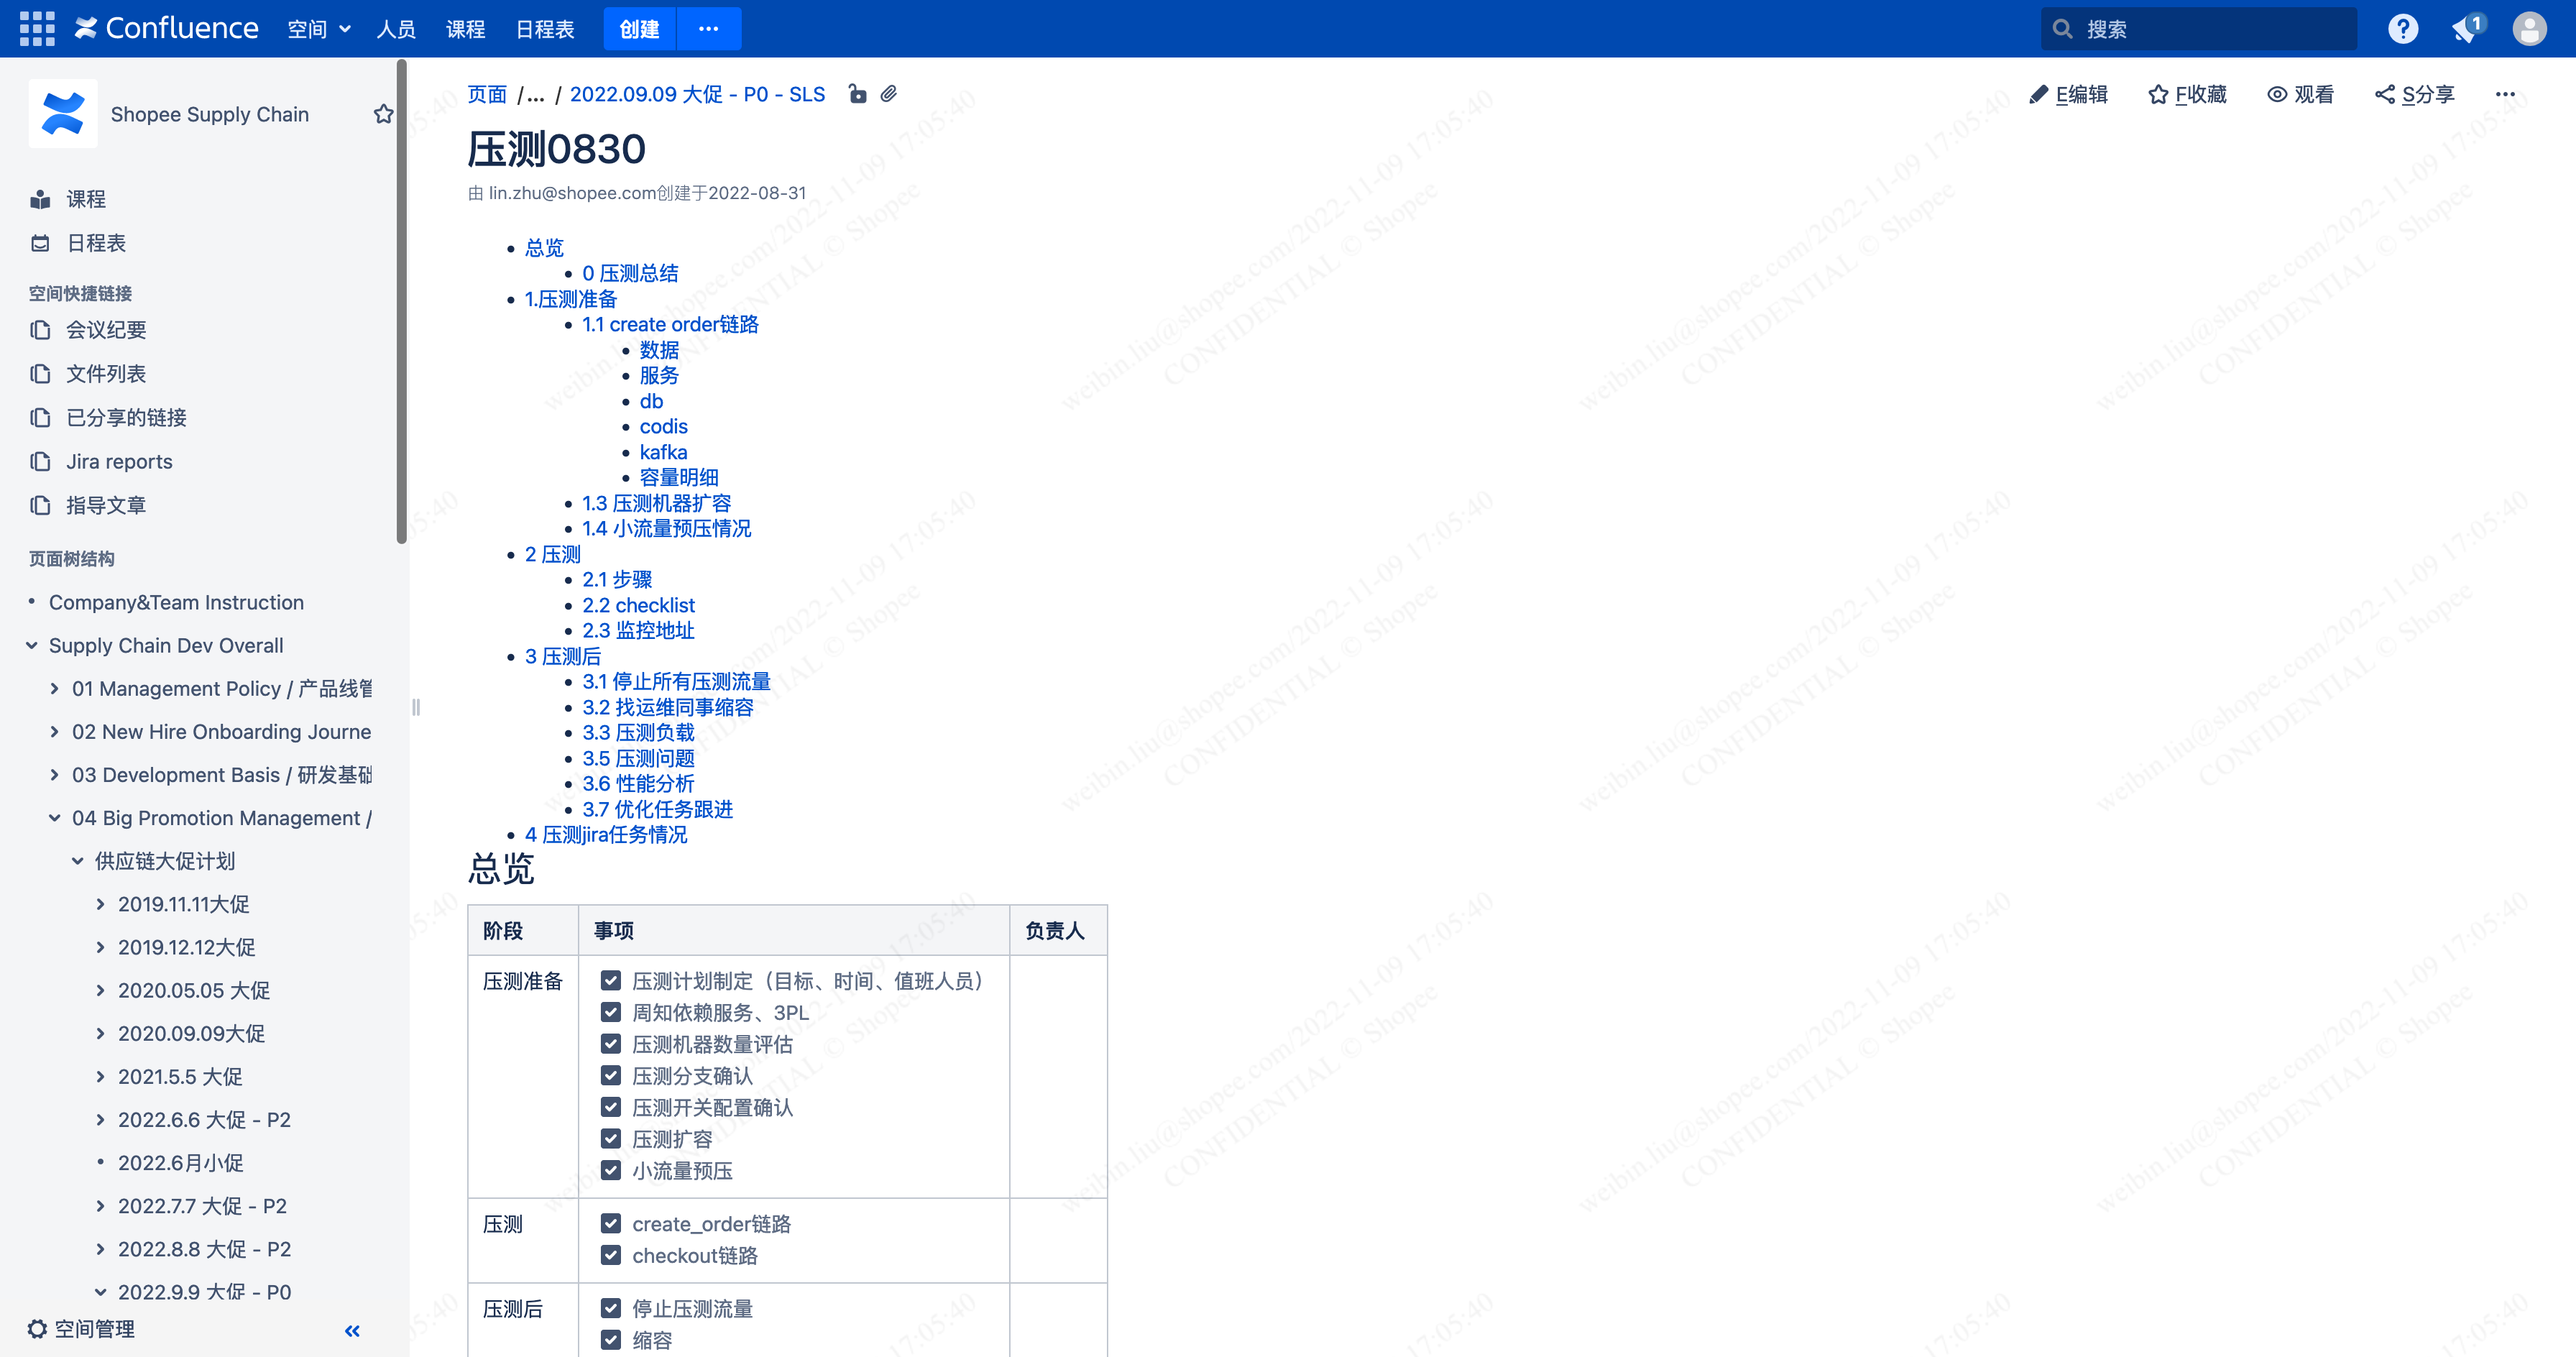 Confluence 空间 人员 课程 日程表 创建 ··· 搜索 1
Shopee Supply Chain
课程
日程表
空间快捷链接
会议纪要
文件列表
已分享的链接
Jira reports
指导文章
页面树结构
Company&Team Instruction
Supply Chain Dev Overall
01 Management Policy / 产品线管
02 New Hire Onboarding Journe
03 Development Basis / 研发基础
04 Big Promotion Management /
供应链大促计划
2019.11.11大促
2019.12.12大促
2020.05.05 大促
2020.09.09大促
2021.5.5 大促
2022.6.6 大促 - P2
2022.6月小促
2022.7.7 大促 - P2
2022.8.8 大促 - P2
2022.9.9 大促 - P0
空间管理 «
页面 /... / 2022.09.09 大促 - P0 - SLS
E编辑 F收藏 观看 S分享 ···
压测0830
由 lin.zhu@shopee.com创建于2022-08-31
总览
0 压测总结
1.压测准备
1.1 create order链路
数据
服务
db
codis
kafka
容量明细
1.3 压测机器扩容
1.4 小流量预压情况
2 压测
2.1 步骤
2.2 checklist
2.3 监控地址
3 压测后
3.1 停止所有压测流量
3.2 找运维同事缩容
3.3 压测负载
3.5 压测问题
3.6 性能分析
3.7 优化任务跟进
4 压测jira任务情况
总览
阶段 事项 负责人
压测准备 压测计划制定（目标、时间、值班人员）
周知依赖服务、3PL
压测机器数量评估
压测分支确认
压测开关配置确认
压测扩容
小流量预压
压测 create_order链路
checkout链路
压测后 停止压测流量
缩容
weibin.liu@shopee.com/2022-11-09 17:05:40
CONFIDENTIAL © Shopee